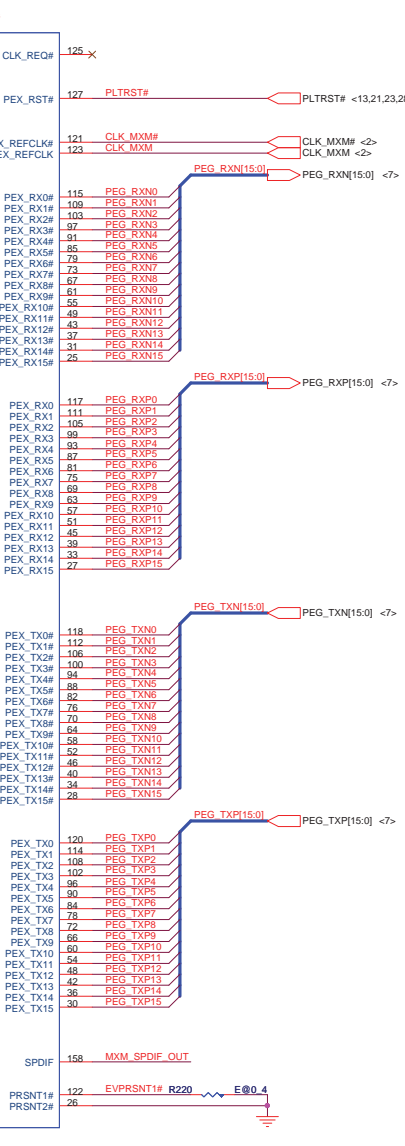 CLK_REQ# 125
PEX_RST# 127 PLTRST# PLTRST# <13,21,23,28
X_REFCLK# 121 CLK_MXM# CLK_MXM# <2>
EX_REFCLK 123 CLK_MXM CLK_MXM <2>
PEG_RXN[15:0] PEG_RXN[15:0] <7>
PEX_RX0# 115 PEG_RXN0
PEX_RX1# 109 PEG_RXN1
PEX_RX2# 103 PEG_RXN2
PEX_RX3# 97 PEG_RXN3
PEX_RX4# 91 PEG_RXN4
PEX_RX5# 85 PEG_RXN5
PEX_RX6# 79 PEG_RXN6
PEX_RX7# 73 PEG_RXN7
PEX_RX8# 67 PEG_RXN8
PEX_RX9# 61 PEG_RXN9
PEX_RX10# 55 PEG_RXN10
PEX_RX11# 49 PEG_RXN11
PEX_RX12# 43 PEG_RXN12
PEX_RX13# 37 PEG_RXN13
PEX_RX14# 31 PEG_RXN14
PEX_RX15# 25 PEG_RXN15
PEG_RXP[15:0] PEG_RXP[15:0] <7>
PEX_RX0 117 PEG_RXP0
PEX_RX1 111 PEG_RXP1
PEX_RX2 105 PEG_RXP2
PEX_RX3 99 PEG_RXP3
PEX_RX4 93 PEG_RXP4
PEX_RX5 87 PEG_RXP5
PEX_RX6 81 PEG_RXP6
PEX_RX7 75 PEG_RXP7
PEX_RX8 69 PEG_RXP8
PEX_RX9 63 PEG_RXP9
PEX_RX10 57 PEG_RXP10
PEX_RX11 51 PEG_RXP11
PEX_RX12 45 PEG_RXP12
PEX_RX13 39 PEG_RXP13
PEX_RX14 33 PEG_RXP14
PEX_RX15 27 PEG_RXP15
PEG_TXN[15:0] PEG_TXN[15:0] <7>
PEX_TX0# 118 PEG_TXN0
PEX_TX1# 112 PEG_TXN1
PEX_TX2# 106 PEG_TXN2
PEX_TX3# 100 PEG_TXN3
PEX_TX4# 94 PEG_TXN4
PEX_TX5# 88 PEG_TXN5
PEX_TX6# 82 PEG_TXN6
PEX_TX7# 76 PEG_TXN7
PEX_TX8# 70 PEG_TXN8
PEX_TX9# 64 PEG_TXN9
PEX_TX10# 58 PEG_TXN10
PEX_TX11# 52 PEG_TXN11
PEX_TX12# 46 PEG_TXN12
PEX_TX13# 40 PEG_TXN13
PEX_TX14# 34 PEG_TXN14
PEX_TX15# 28 PEG_TXN15
PEG_TXP[15:0] PEG_TXP[15:0] <7>
PEX_TX0 120 PEG_TXP0
PEX_TX1 114 PEG_TXP1
PEX_TX2 108 PEG_TXP2
PEX_TX3 102 PEG_TXP3
PEX_TX4 96 PEG_TXP4
PEX_TX5 90 PEG_TXP5
PEX_TX6 84 PEG_TXP6
PEX_TX7 78 PEG_TXP7
PEX_TX8 72 PEG_TXP8
PEX_TX9 66 PEG_TXP9
PEX_TX10 60 PEG_TXP10
PEX_TX11 54 PEG_TXP11
PEX_TX12 48 PEG_TXP12
PEX_TX13 42 PEG_TXP13
PEX_TX14 36 PEG_TXP14
PEX_TX15 30 PEG_TXP15
SPDIF 158 MXM_SPDIF_OUT
PRSNT1# 122 EVPRSNT1# R220 E@0_4
PRSNT2# 26